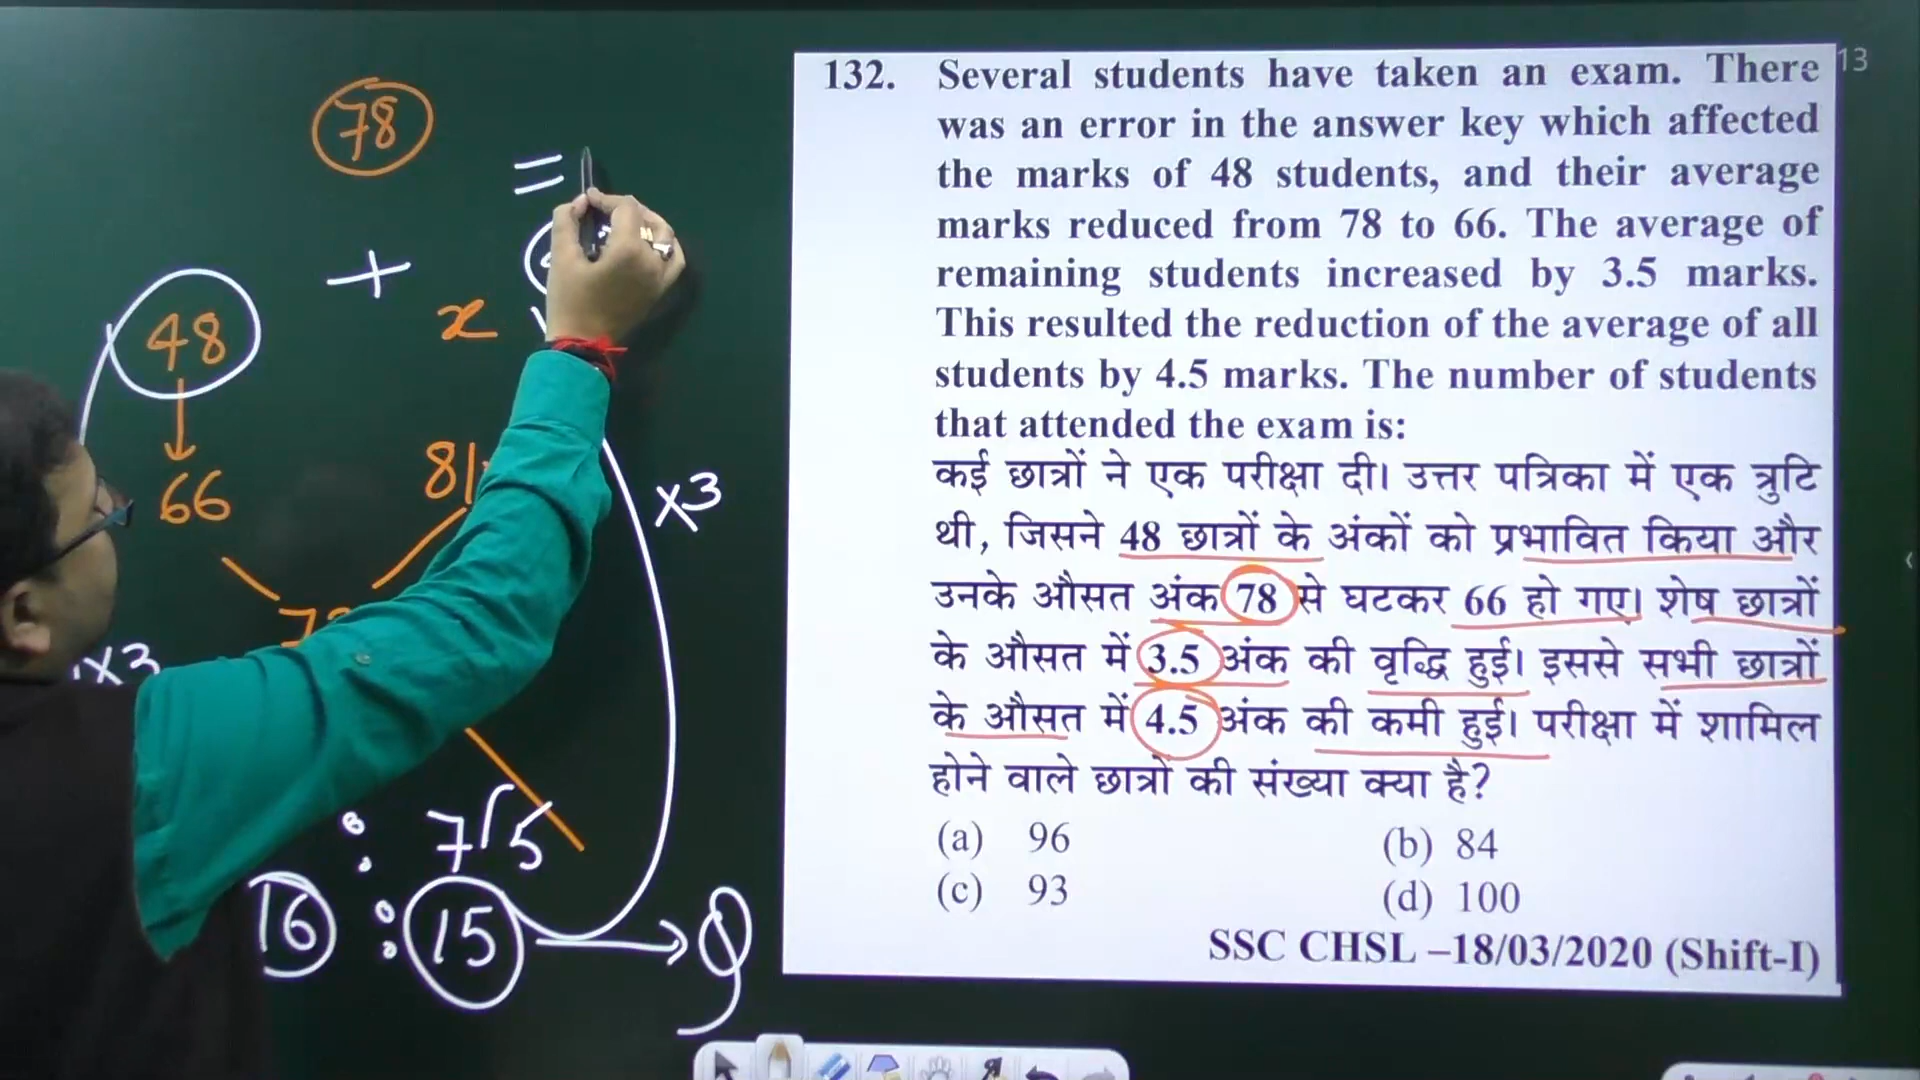 13
132. Several students have taken an exam. There
was an error in the answer key which affected
the marks of 48 students, and their average
marks reduced from 78 to 66. The average of
remaining students increased by 3.5 marks.
This resulted the reduction of the average of all
students by 4.5 marks. The number of students
that attended the exam is:
कई छात्रों ने एक परीक्षा दी। उत्तर पत्रिका में एक त्रुटि
थी, जिसने 48 छात्रों के अंकों को प्रभावित किया और
उनके औसत अंक 78 से घटकर 66 हो गए। शेष छात्रों
के औसत में 3.5 अंक की वृद्धि हुई। इससे सभी छात्रों
के औसत में 4.5 अंक की कमी हुई। परीक्षा में शामिल
होने वाले छात्रों की संख्या क्या है?
(a) 96 (b) 84
(c) 93 (d) 100
SSC CHSL –18/03/2020 (Shift-I)
78
=
48 + x
66 81
×3
×3
: 7.5
16 : 15 →